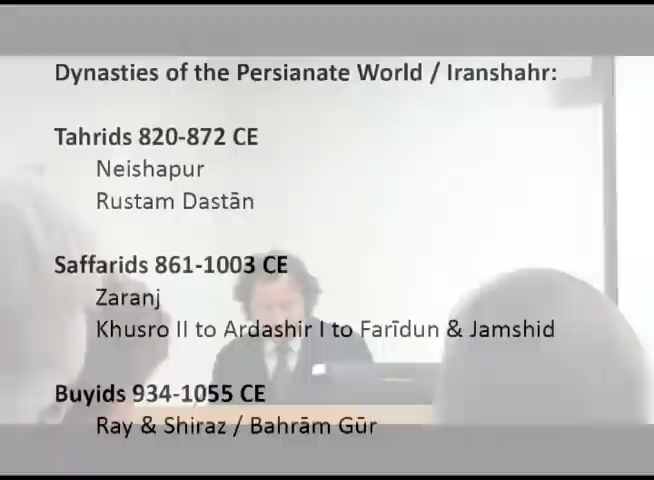 Dynasties of the Persianate World / Iranshahr:
Tahrids 820-872 CE
Neishapur
Rustam Dastān
Saffarids 861-1003 CE
Zaranj
Khusro II to Ardashir I to Farīdun & Jamshid
Buyids 934-1055 CE
Ray & Shiraz / Bahrām Gūr